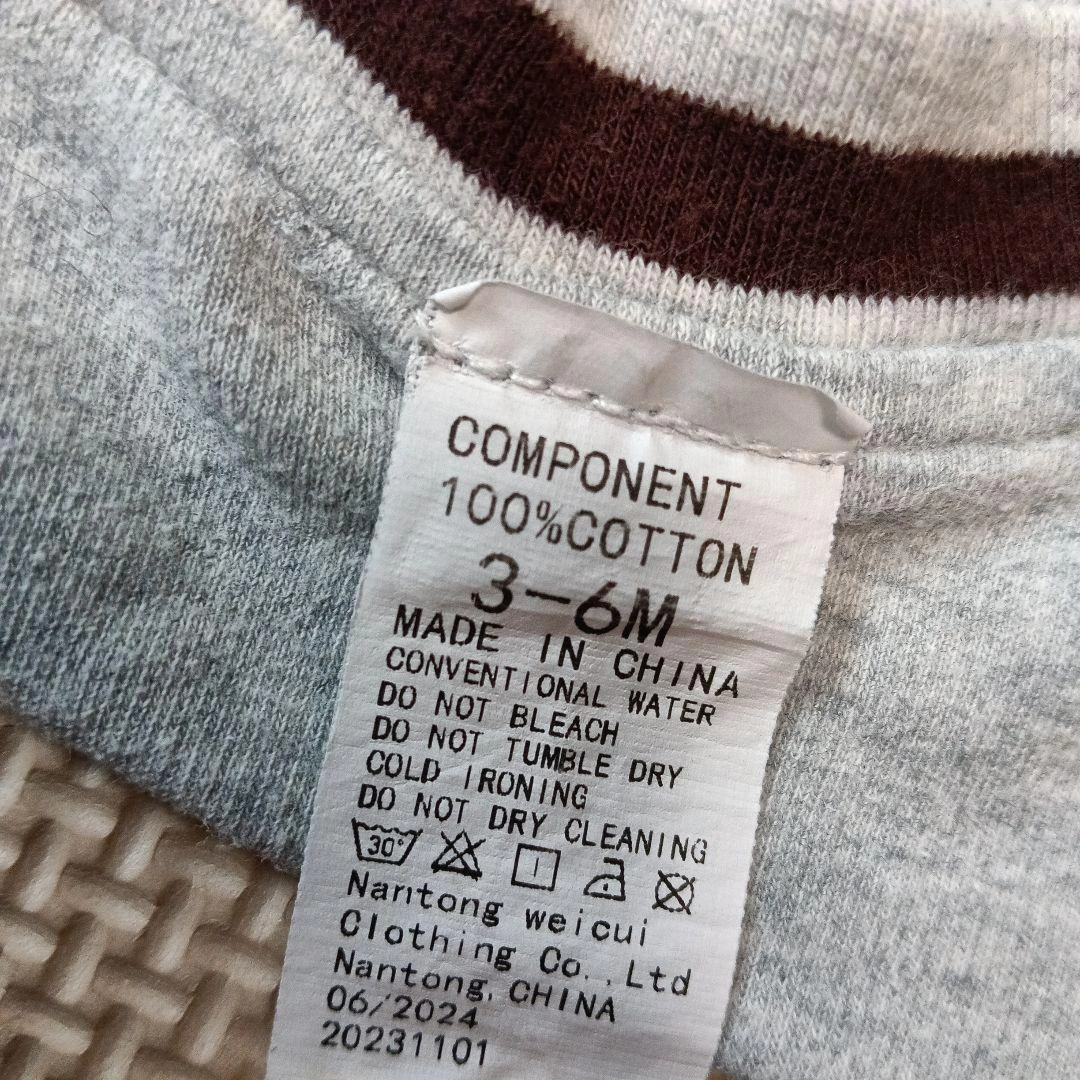 COMPONENT
100%COTTON
3-6M
MADE IN CHINA
CONVENTIONAL WATER
DO NOT BLEACH
DO NOT TUMBLE DRY
COLD IRONING
DO NOT DRY CLEANING
30°
Nantong weicui
Clothing Co.,Ltd
Nantong, CHINA
06/2024
20231101